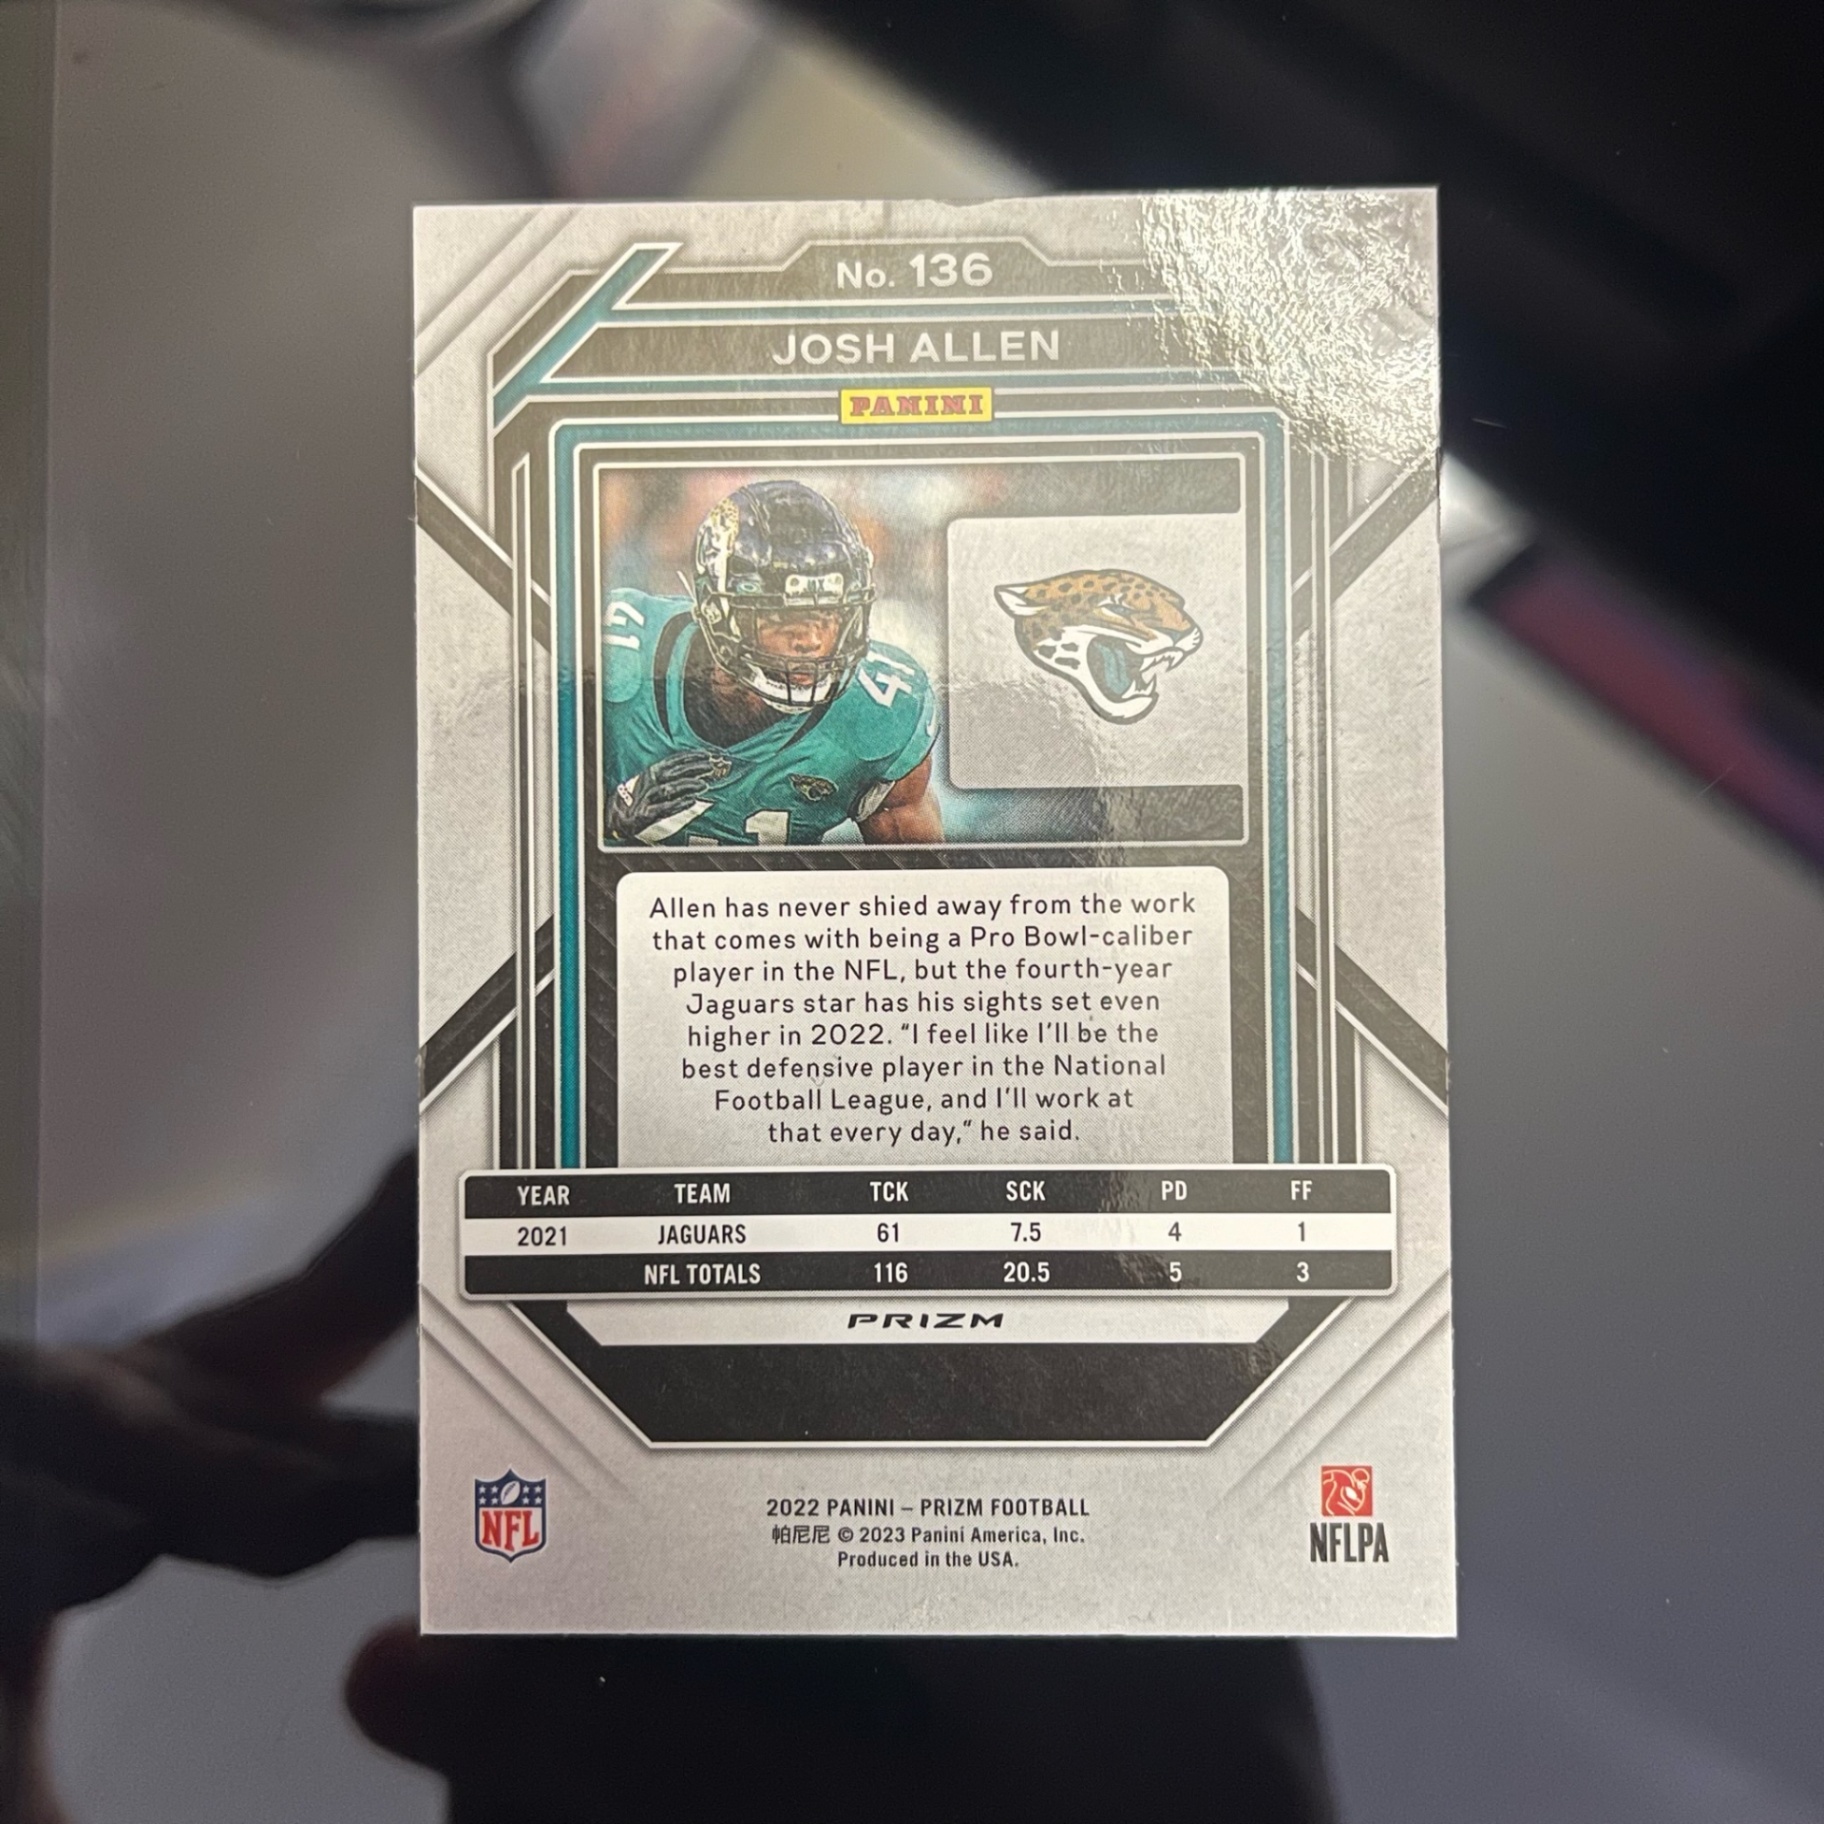 No. 136
JOSH ALLEN
PANINI
41
41
Allen has never shied away from the work
that comes with being a Pro Bowl-caliber
player in the NFL, but the fourth-year
Jaguars star has his sights set even
higher in 2022. “I feel like I’ll be the
best defensive player in the National
Football League, and I’ll work at
that every day,” he said.
YEAR TEAM TCK SCK PD FF
2021 JAGUARS 61 7.5 4 1
NFL TOTALS 116 20.5 5 3
PRIZM
NFL
2022 PANINI – PRIZM FOOTBALL
帕尼尼 © 2023 Panini America, Inc.
Produced in the USA.
NFLPA